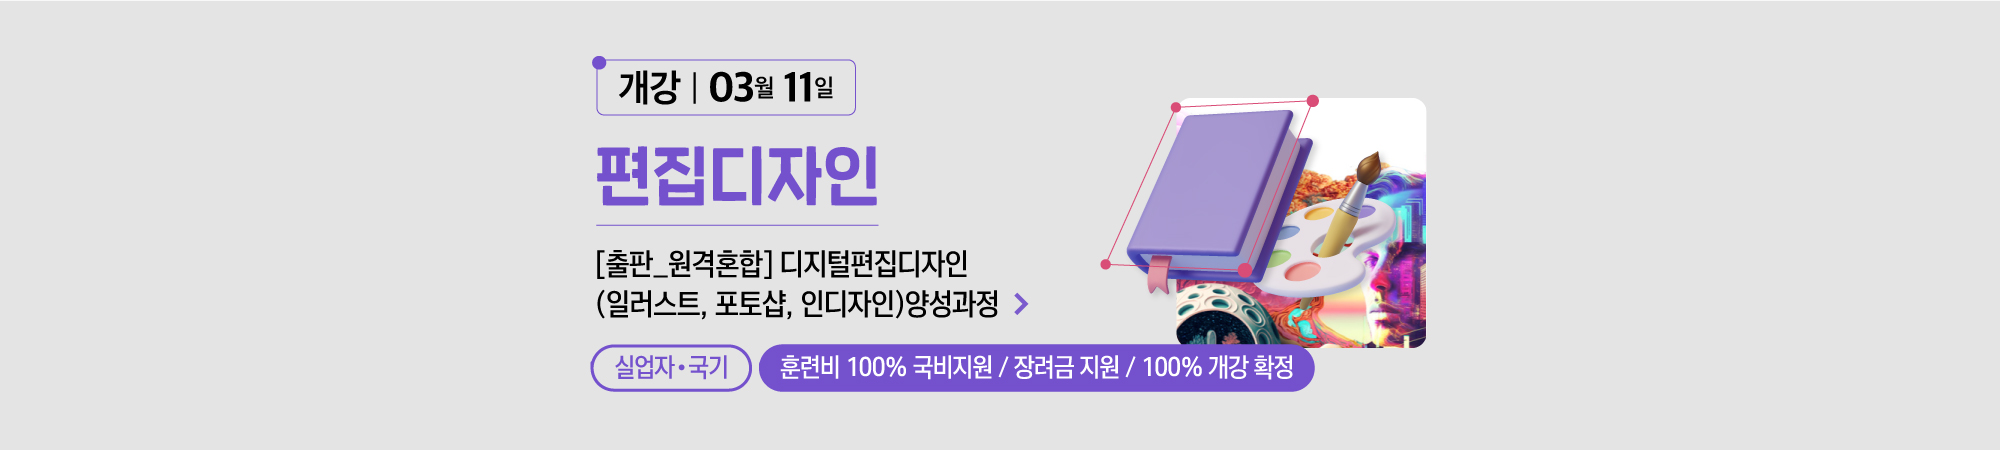 개강 | 03월 11일
편집디자인
[출판_원격혼합] 디지털편집디자인
(일러스트, 포토샵, 인디자인)양성과정
실업자•국기
훈련비 100% 국비지원 / 장려금 지원 / 100% 개강 확정